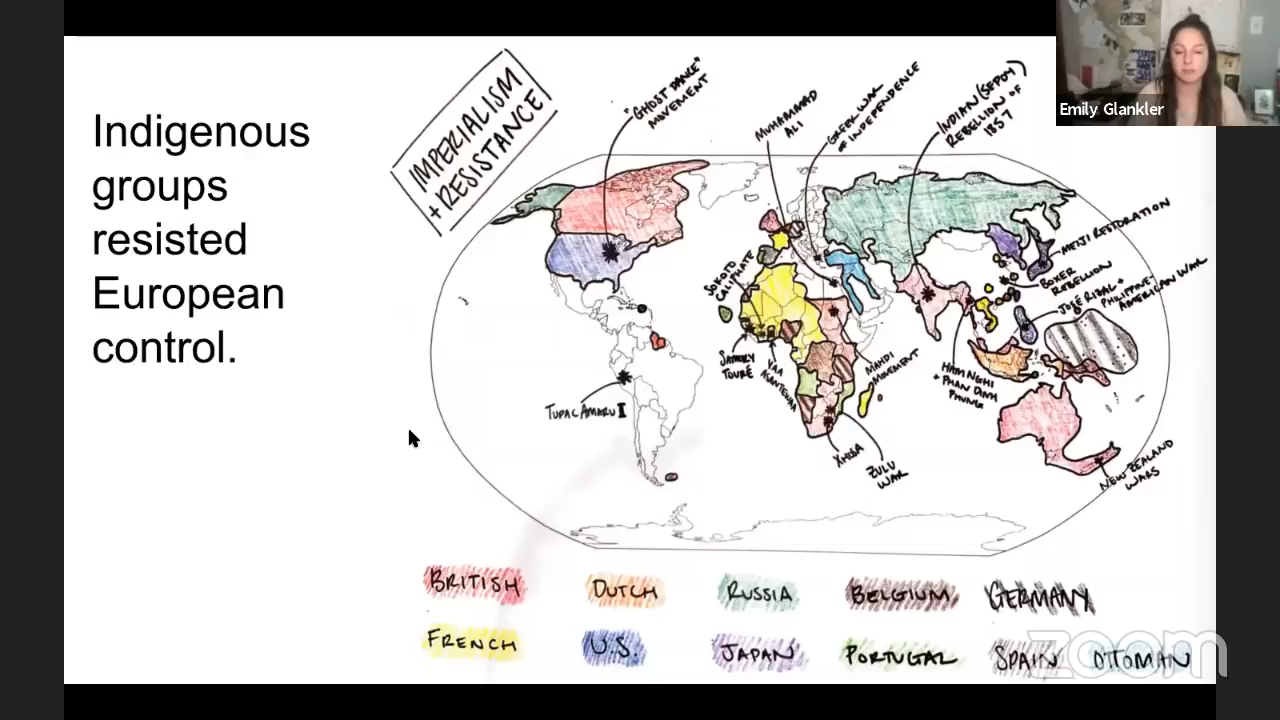 Indigenous
groups
resisted
European
control.
IMPERIALISM
+ RESISTANCE
"GHOST DANCE"
MOVEMENT
MUHAMMAD
ALI
GREEK WAR
OF INDEPENDENCE
INDIAN (SEPOY)
REBELLION OF
1857
Emily Glankler
MEIJI RESTORATION
BOXER
REBELLION
JOSÉ RIZAL +
PHILIPPINE-
AMERICAN WAR
SOKOTO
CALIPHATE
SAMORY
TOURÉ
YAA
ASANTEWAA
MAHDI
MOVEMENT
HAM NGHI
+ PHAN DINH
PHUNG
TUPAC AMARU II
XHOSA
ZULU
WAR
NEW ZEALAND
WARS
BRITISH
DUTCH
RUSSIA
BELGIUM
GERMANY
FRENCH
U.S.
JAPAN
PORTUGAL
SPAIN
OTTOMAN
zoom